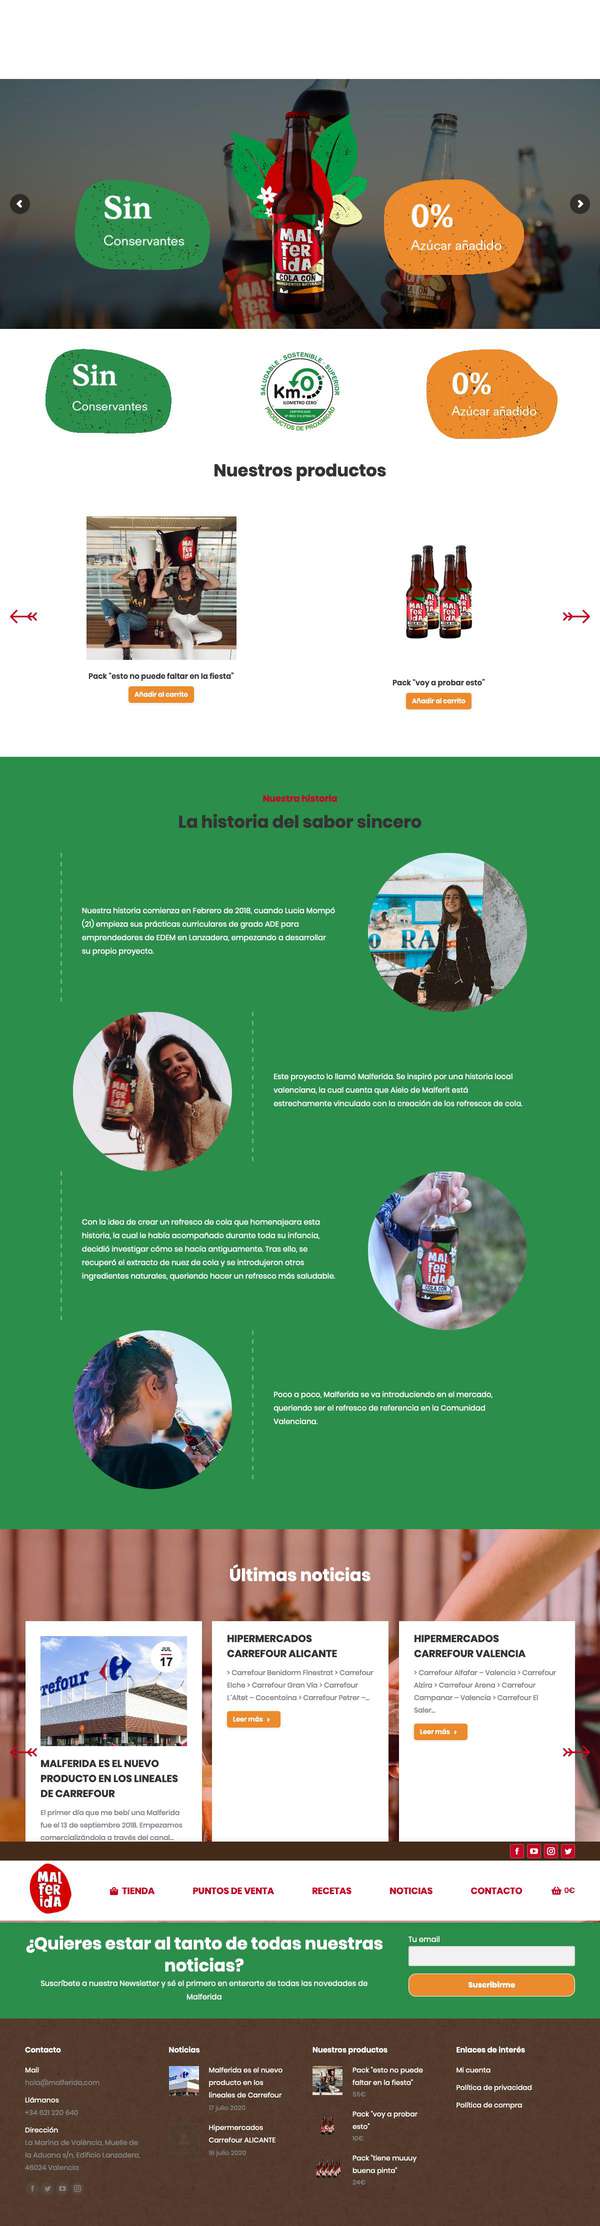 Sin
Conservantes
MAL
FERIDA
COLA CON
INGREDIENTES NATURALES
0%
Azúcar añadido
Sin
Conservantes
SALUDABLE · SOSTENIBLE · SUPERIOR
Km.0
KILOMETRO CERO
PRODUCTOS DE PROXIMIDAD
0%
Azúcar añadido
Nuestros productos
Pack "esto no puede faltar en la fiesta"
Añadir al carrito
Pack "voy a probar esto"
Añadir al carrito
Nuestra historia
La historia del sabor sincero
Nuestra historia comienza en Febrero de 2018, cuando Lucia Mompó
(21) empieza sus prácticas curriculares de grado ADE para
emprendedores de EDEM en Lanzadera, empezando a desarrollar
su propio proyecto.
Este proyecto lo llamó Malferida. Se inspiró por una historia local
valenciana, la cual cuenta que Aielo de Malferit está
estrechamente vinculado con la creación de los refrescos de cola.
Con la idea de crear un refresco de cola que homenajeara esta
historia, la cual le había acompañado durante toda su infancia,
decidió investigar cómo se hacía antiguamente. Tras ello, se
recuperó el extracto de nuez de cola y se introdujeron otros
ingredientes naturales, queriendo hacer un refresco más saludable.
MAL
FERIDA
COLA CON
Poco a poco, Malferida se va introduciendo en el mercado,
queriendo ser el refresco de referencia en la Comunidad
Valenciana.
Últimas noticias
JUL
17
MALFERIDA ES EL NUEVO
PRODUCTO EN LOS LINEALES
DE CARREFOUR
El primer día que me bebí una Malferida
fue el 13 de septiembre 2018. Empezamos
comercializándola a través del canal...
HIPERMERCADOS
CARREFOUR ALICANTE
> Carrefour Benidorm Finestrat > Carrefour
Elche > Carrefour Gran Vía > Carrefour
L´Altet – Cocentaina > Carrefour Petrer –...
Leer más
HIPERMERCADOS
CARREFOUR VALENCIA
> Carrefour Alfafar – Valencia > Carrefour
Alzira > Carrefour Arena > Carrefour
Campanar – Valencia > Carrefour El
Saler...
Leer más
MAL
FERIDA
TIENDA
PUNTOS DE VENTA
RECETAS
NOTICIAS
CONTACTO
0€
¿Quieres estar al tanto de todas nuestras
noticias?
Suscríbete a nuestra Newsletter y sé el primero en enterarte de todas las novedades de
Malferida
Tu email
Suscribirme
Contacto
Mail
hola@malferida.com
Llámanos
+34 621 220 640
Dirección
La Marina de València, Muelle de
la Aduana s/n, Edificio Lanzadera,
46024 Valencia
Noticias
Malferida es el nuevo
producto en los
lineales de Carrefour
17 julio 2020
Hipermercados
Carrefour ALICANTE
16 julio 2020
Nuestros productos
Pack "esto no puede
faltar en la fiesta"
55€
Pack "voy a probar
esto"
10€
Pack "tiene muuuy
buena pinta"
24€
Enlaces de interés
Mi cuenta
Política de privacidad
Política de compra